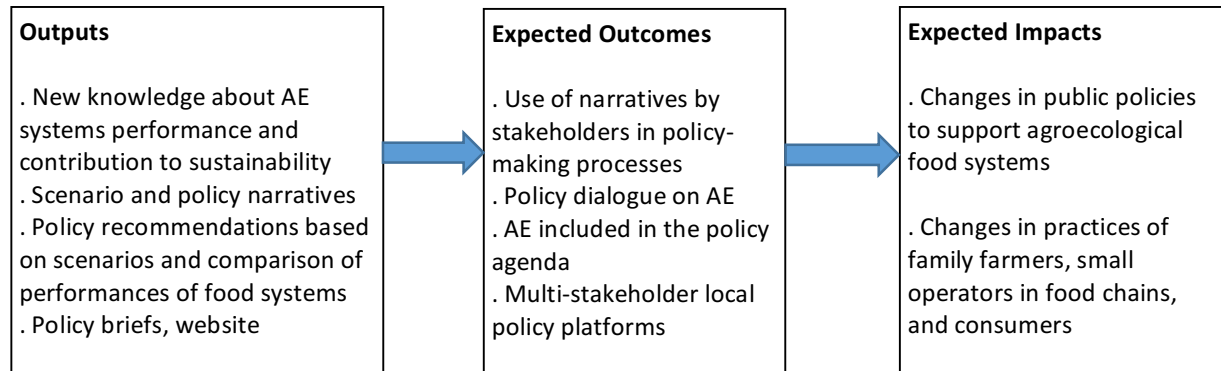 Outputs
. New knowledge about AE
systems performance and
contribution to sustainability
. Scenario and policy narratives
. Policy recommendations based
on scenarios and comparison of
performances of food systems
. Policy briefs, website
Expected Outcomes
. Use of narratives by
stakeholders in policy-
making processes
. Policy dialogue on AE
. AE included in the policy
agenda
. Multi-stakeholder local
policy platforms
Expected Impacts
. Changes in public policies
to support agroecological
food systems
. Changes in practices of
family farmers, small
operators in food chains,
and consumers